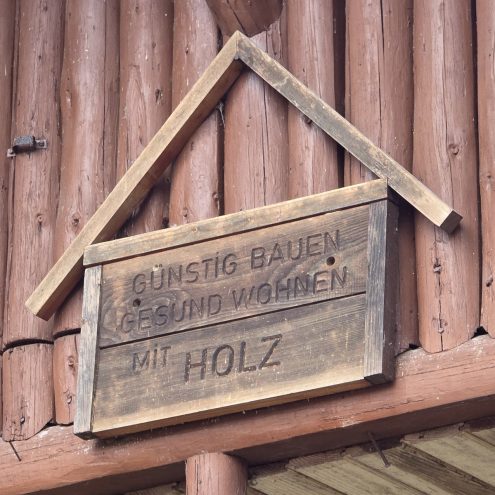 GÜNSTiG BAUEN
GESUND WOHNEN
MiT HOLZ